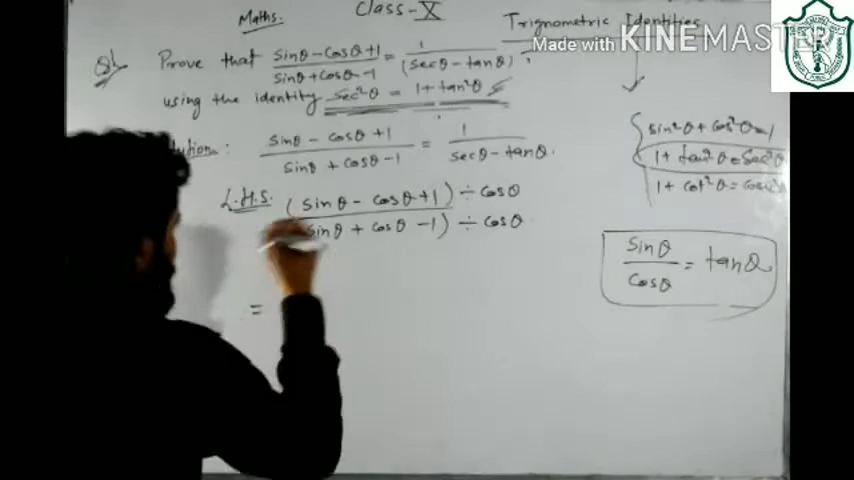 Maths. Class-X
Trignometric Identities
Made with KINEMASTER
Q1. Prove that (sinθ - cosθ + 1)/(sinθ + cosθ - 1) = 1/(secθ - tanθ),
using the identity sec²θ = 1 + tan²θ
: (sinθ - cosθ + 1)/(sinθ + cosθ - 1) = 1/(secθ - tanθ).
L.H.S. (sinθ - cosθ + 1) ÷ cosθ
sinθ + cosθ - 1) ÷ cosθ
=
sin²θ + cos²θ = 1
1 + tan²θ = sec²θ
1 + cot²θ =
sinθ/cosθ = tanθ